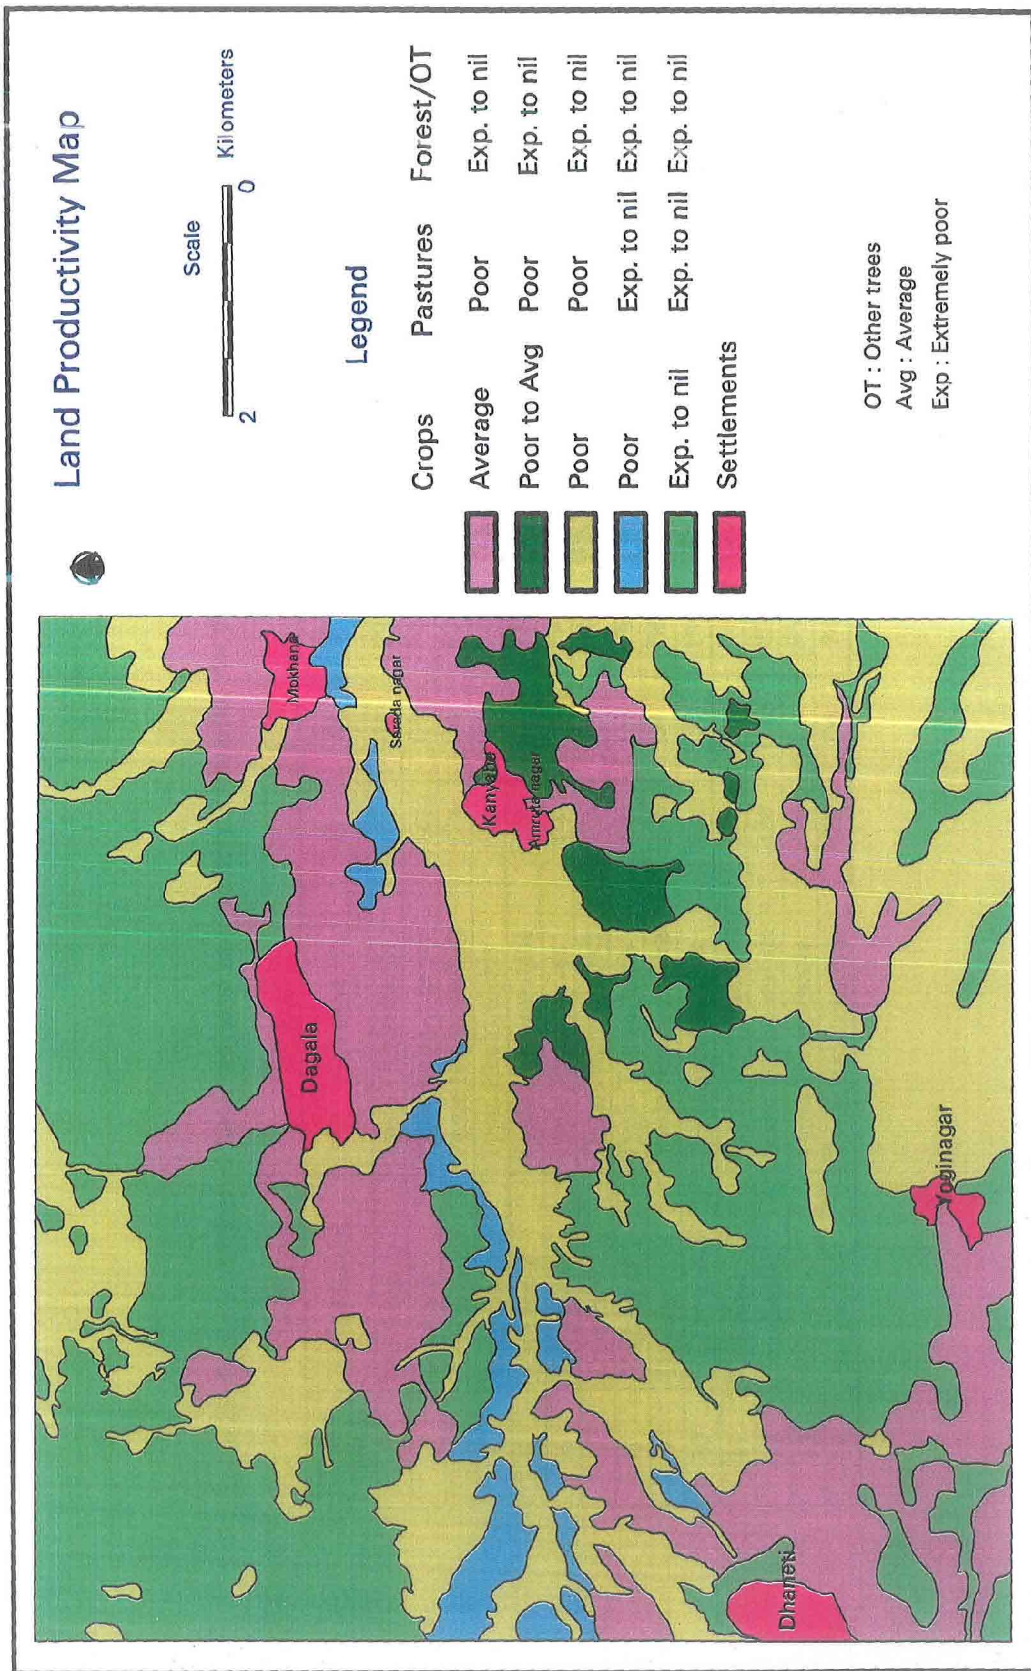 Land Productivity Map
Scale
2 0 Kilometers
Legend
Crops Pastures Forest/OT
Average Poor Exp. to nil
Poor to Avg Poor Exp. to nil
Poor Poor Exp. to nil
Poor Exp. to nil Exp. to nil
Exp. to nil Exp. to nil Exp. to nil
Settlements
OT : Other trees
Avg : Average
Exp : Extremely poor
Mokhana
Sarada nagar
Amruta nagar
Dagala
Yoginagar
Dhaneti